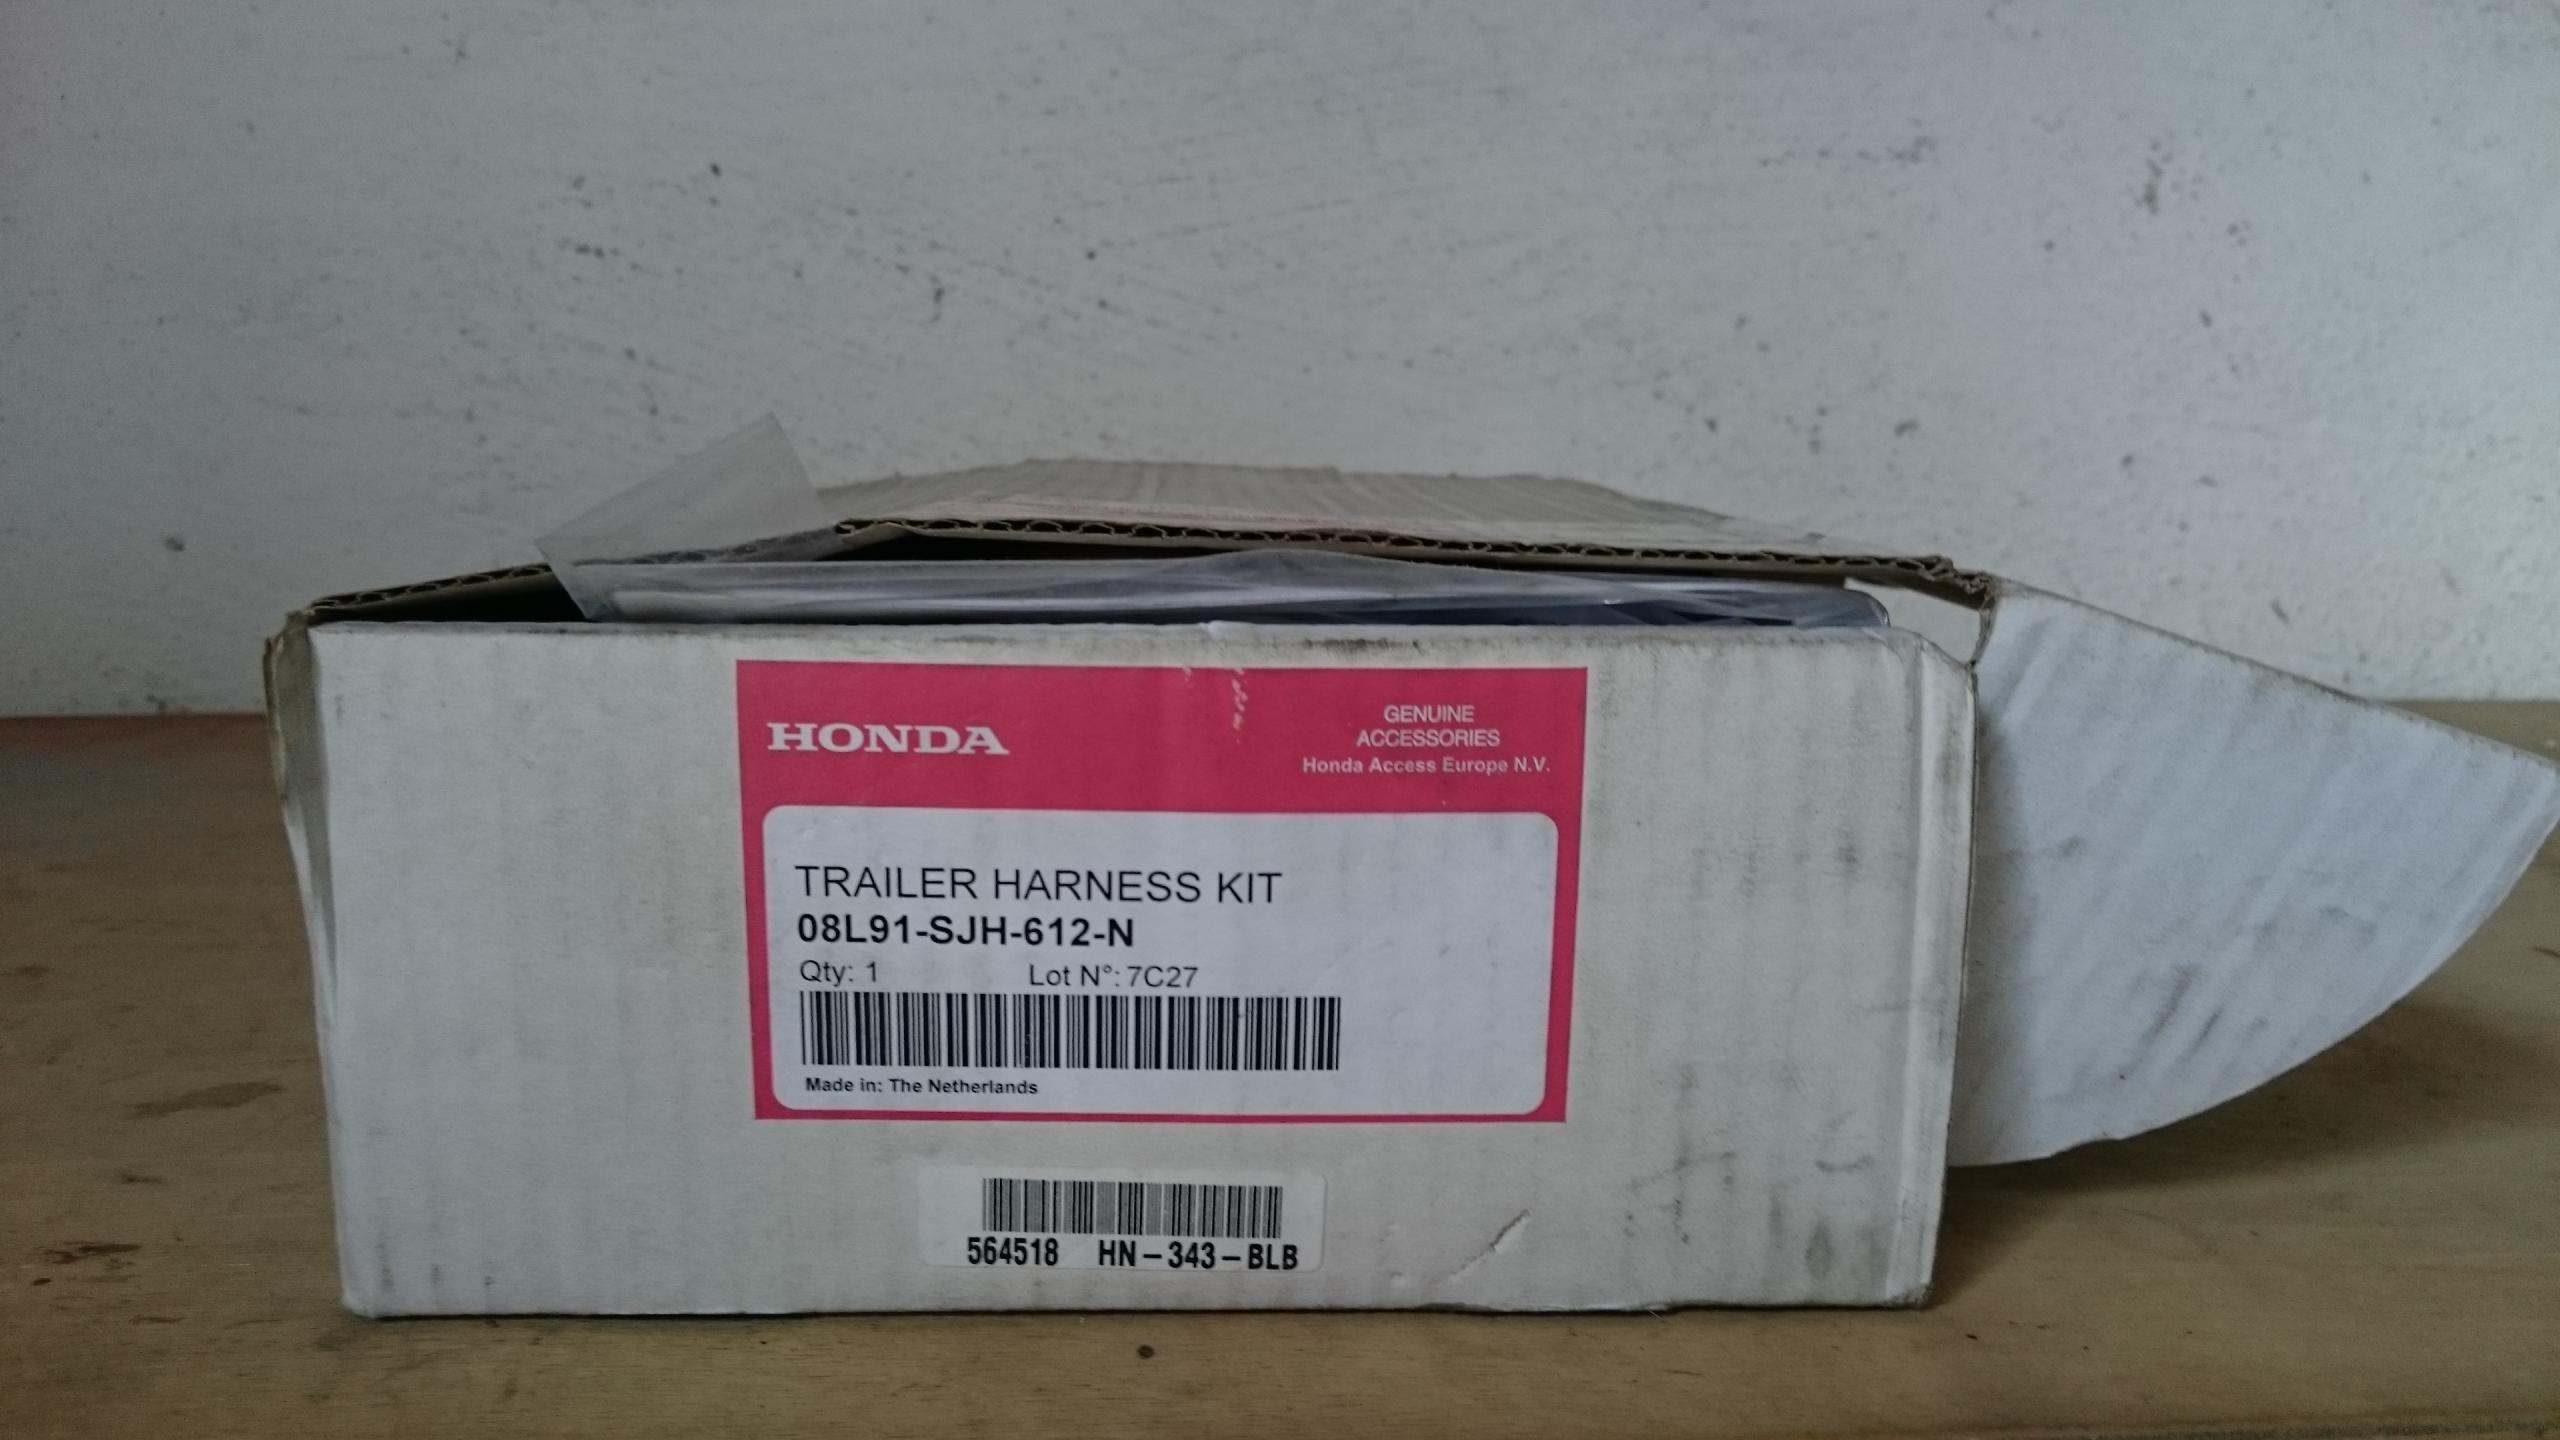 HONDA
GENUINE
ACCESSORIES
Honda Access Europe N.V.
TRAILER HARNESS KIT
08L91-SJH-612-N
Qty: 1 Lot N°: 7C27
Made in: The Netherlands
564518 HN-343-BLB